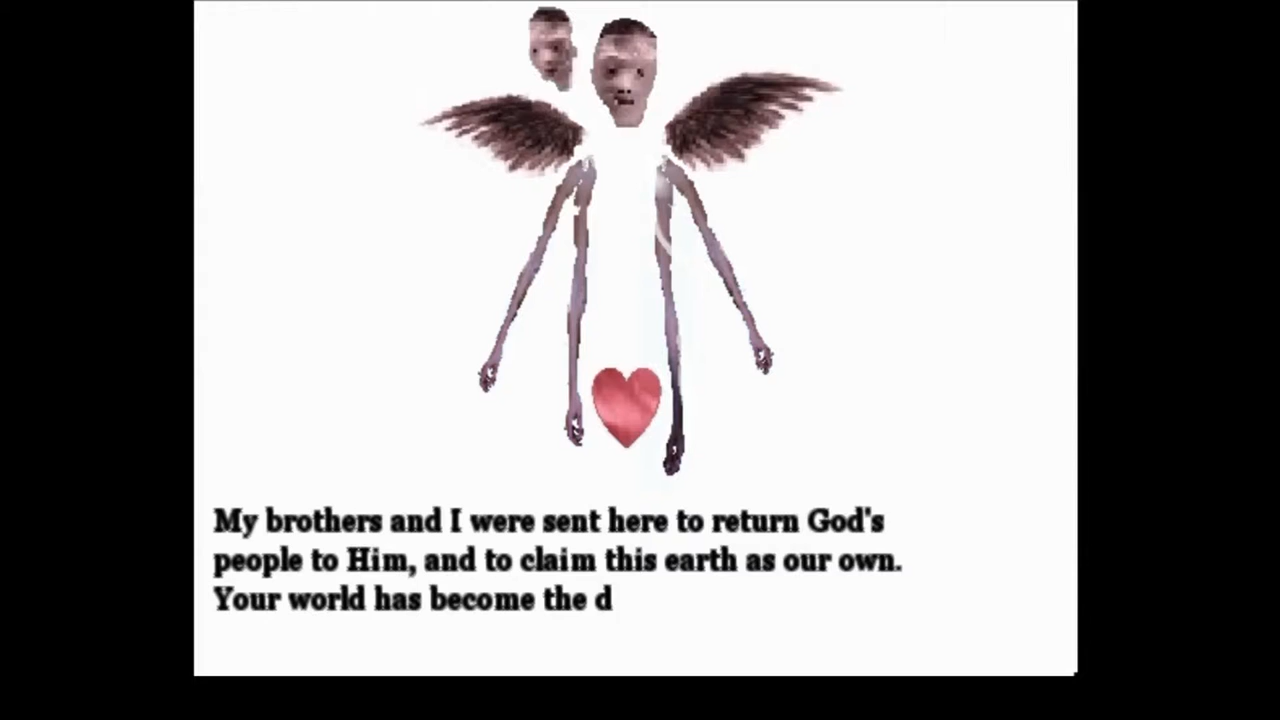 My brothers and I were sent here to return God's
people to Him, and to claim this earth as our own.
Your world has become the d